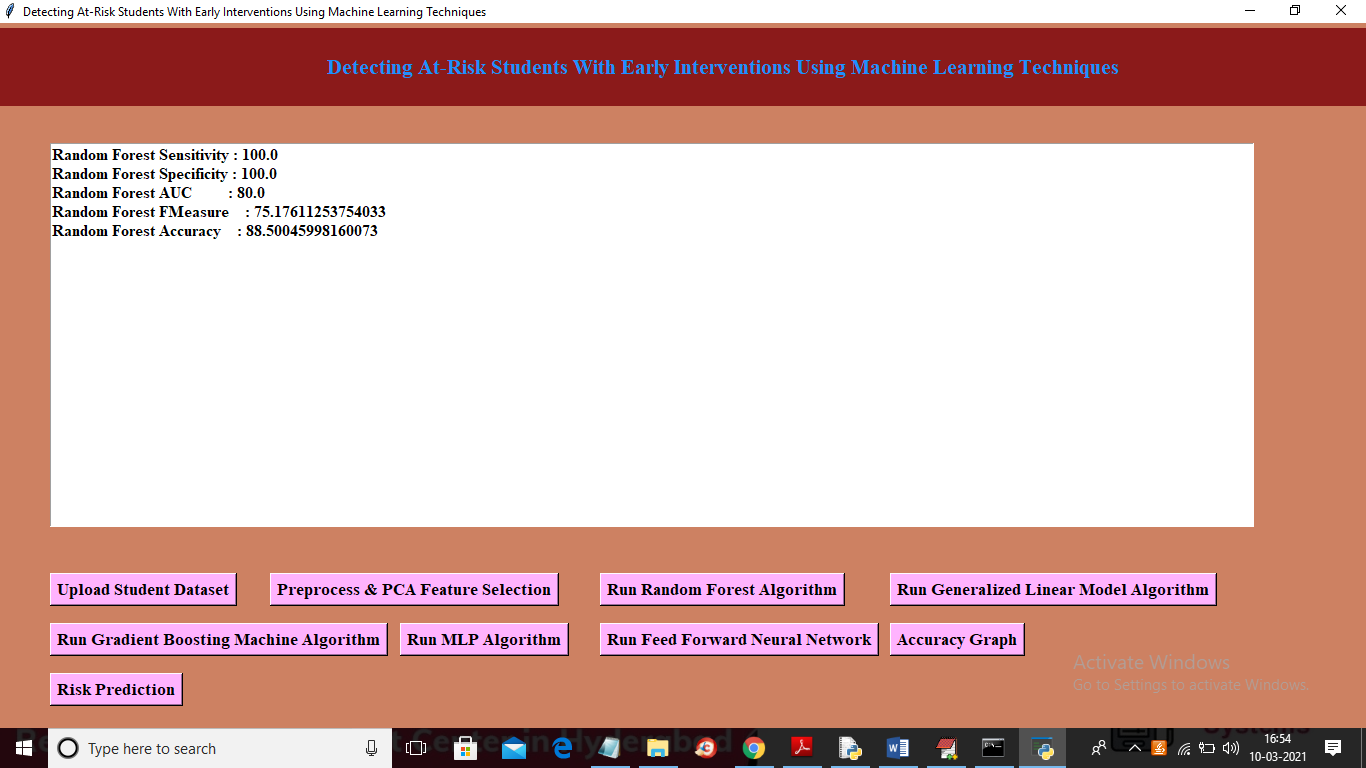 Detecting At-Risk Students With Early Interventions Using Machine Learning Techniques
Detecting At-Risk Students With Early Interventions Using Machine Learning Techniques
Random Forest Sensitivity : 100.0
Random Forest Specificity : 100.0
Random Forest AUC : 80.0
Random Forest FMeasure : 75.17611253754033
Random Forest Accuracy : 88.50045998160073
Upload Student Dataset
Preprocess & PCA Feature Selection
Run Random Forest Algorithm
Run Generalized Linear Model Algorithm
Run Gradient Boosting Machine Algorithm
Run MLP Algorithm
Run Feed Forward Neural Network
Accuracy Graph
Activate Windows
Go to Settings to activate Windows.
Risk Prediction
Type here to search
16:54
10-03-2021